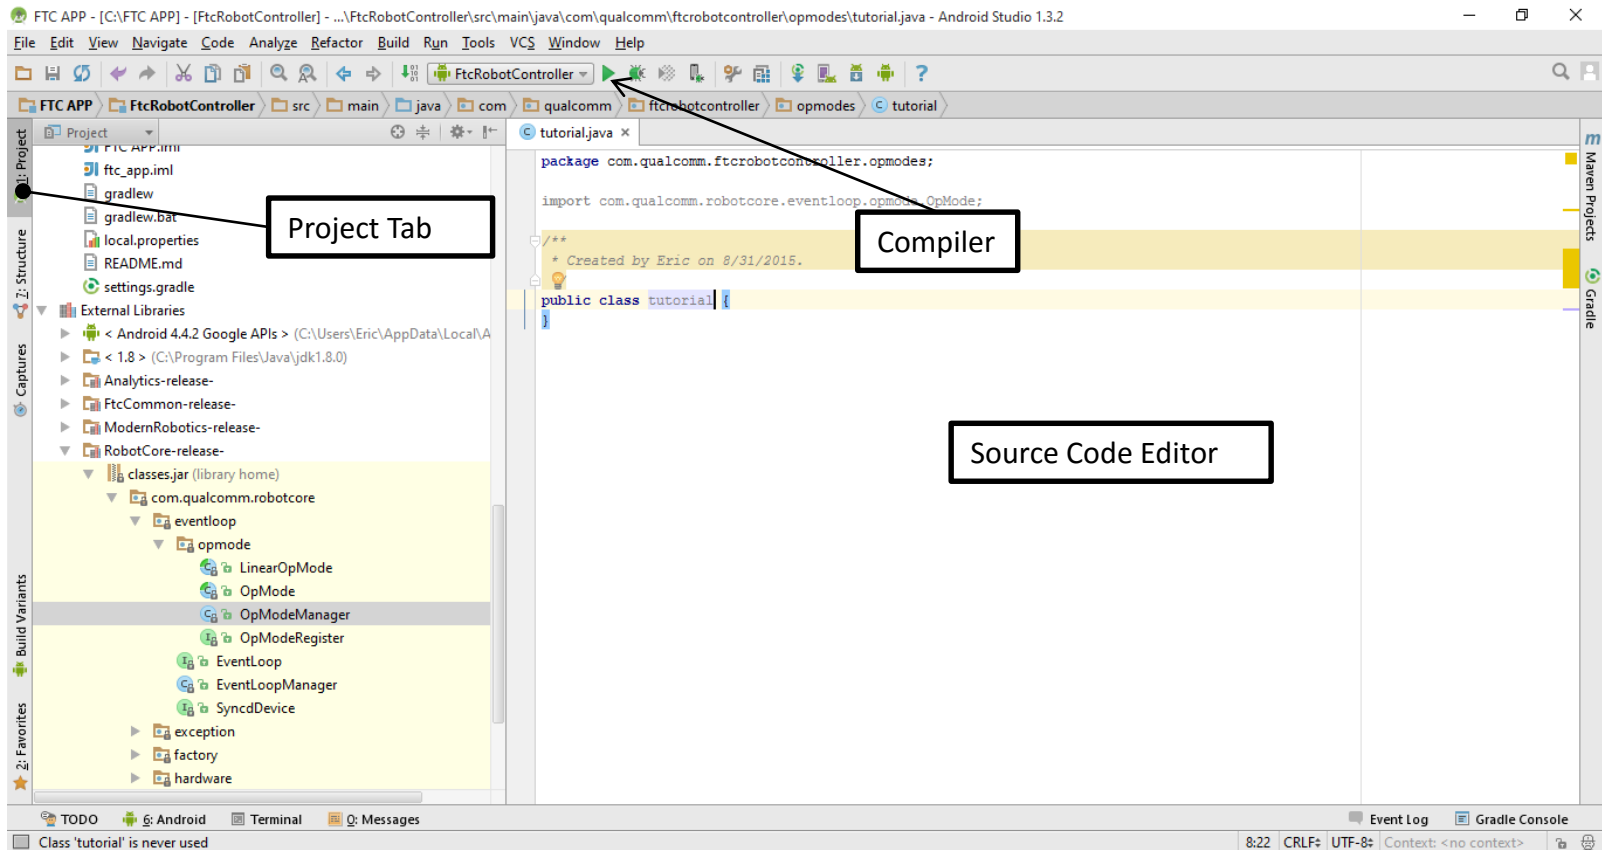 FTC APP - [C:\FTC APP] - [FtcRobotController] - ...\FtcRobotController\src\main\java\com\qualcomm\ftcrobotcontroller\opmodes\tutorial.java - Android Studio 1.3.2
File Edit View Navigate Code Analyze Refactor Build Run Tools VCS Window Help
FtcRobotController
FTC APP FtcRobotController src main java com qualcomm ftcrobotcontroller opmodes tutorial
1: Project
7: Structure
Captures
Build Variants
2: Favorites
Project
FTC APP.iml
ftc_app.iml
gradlew
gradlew.bat
local.properties
README.md
settings.gradle
External Libraries
< Android 4.4.2 Google APIs > (C:\Users\Eric\AppData\Local\A
< 1.8 > (C:\Program Files\Java\jdk1.8.0)
Analytics-release-
FtcCommon-release-
ModernRobotics-release-
RobotCore-release-
classes.jar (library home)
com.qualcomm.robotcore
eventloop
opmode
LinearOpMode
OpMode
OpModeManager
OpModeRegister
EventLoop
EventLoopManager
SyncdDevice
exception
factory
hardware
Project Tab
tutorial.java
package com.qualcomm.ftcrobotcontroller.opmodes;
import com.qualcomm.robotcore.eventloop.opmode.OpMode;
/**
* Created by Eric on 8/31/2015.
public class tutorial {
}
Compiler
Source Code Editor
Maven Projects
Gradle
TODO 6: Android Terminal 0: Messages Event Log Gradle Console
Class 'tutorial' is never used 8:22 CRLF UTF-8 Context: <no context>